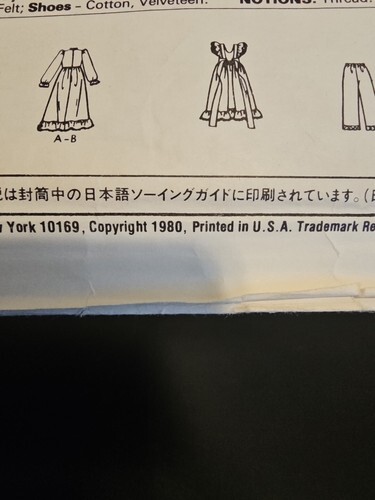 Felt; Shoes - Cotton, Velveteen. NOTIONS: Thread.
A-B
は封筒中の日本語ソーイングガイドに印刷されています。
York 10169, Copyright 1980, Printed in U.S.A. Trademark